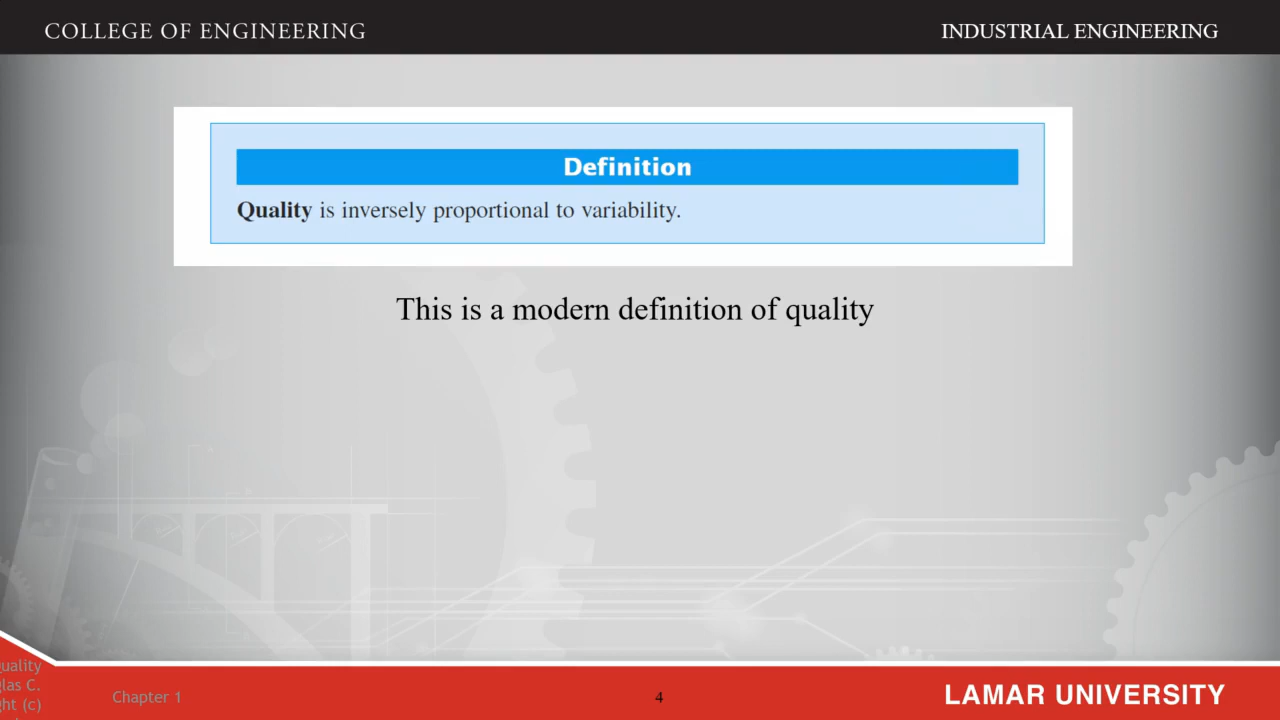 COLLEGE OF ENGINEERING
INDUSTRIAL ENGINEERING
Definition
Quality is inversely proportional to variability.
This is a modern definition of quality
C.
(c)
Chapter 1
4
LAMAR UNIVERSITY